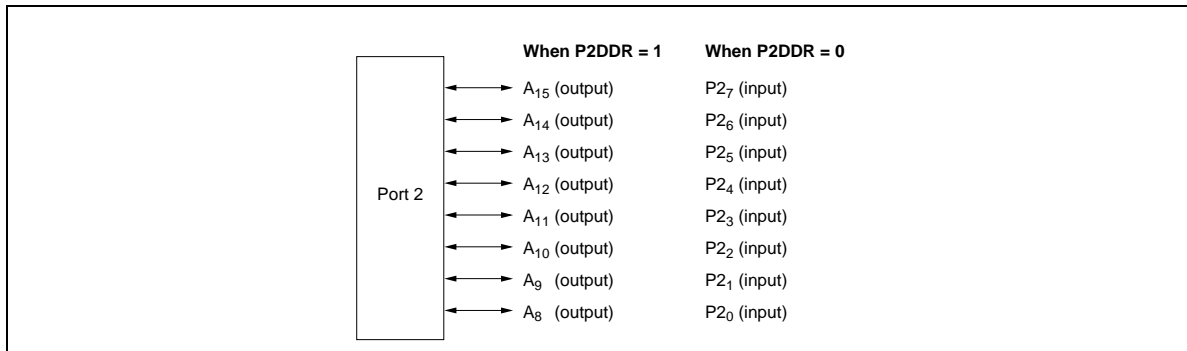 When P2DDR = 1 When P2DDR = 0
A15 (output) P27 (input)
A14 (output) P26 (input)
A13 (output) P25 (input)
A12 (output) P24 (input)
Port 2
A11 (output) P23 (input)
A10 (output) P22 (input)
A9 (output) P21 (input)
A8 (output) P20 (input)